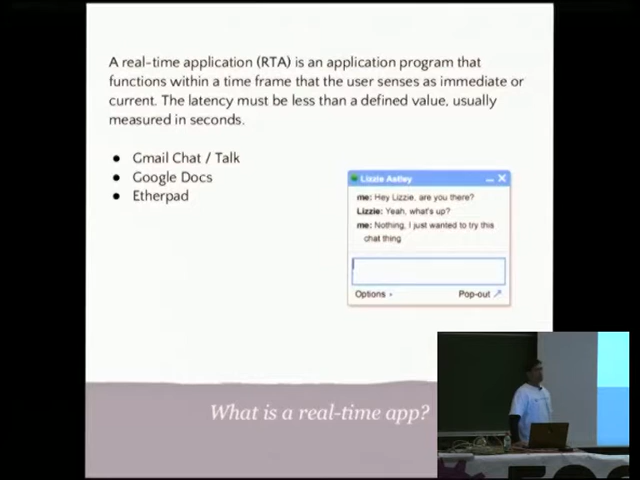 A real-time application (RTA) is an application program that
functions within a time frame that the user senses as immediate or
current. The latency must be less than a defined value, usually
measured in seconds.
● Gmail Chat / Talk
● Google Docs
● Etherpad
Lizzie Astley
me: Hey Lizzie, are you there?
Lizzie: Yeah, what's up?
me: Nothing, I just wanted to try this
chat thing
Options
Pop-out
What is a real-time app?